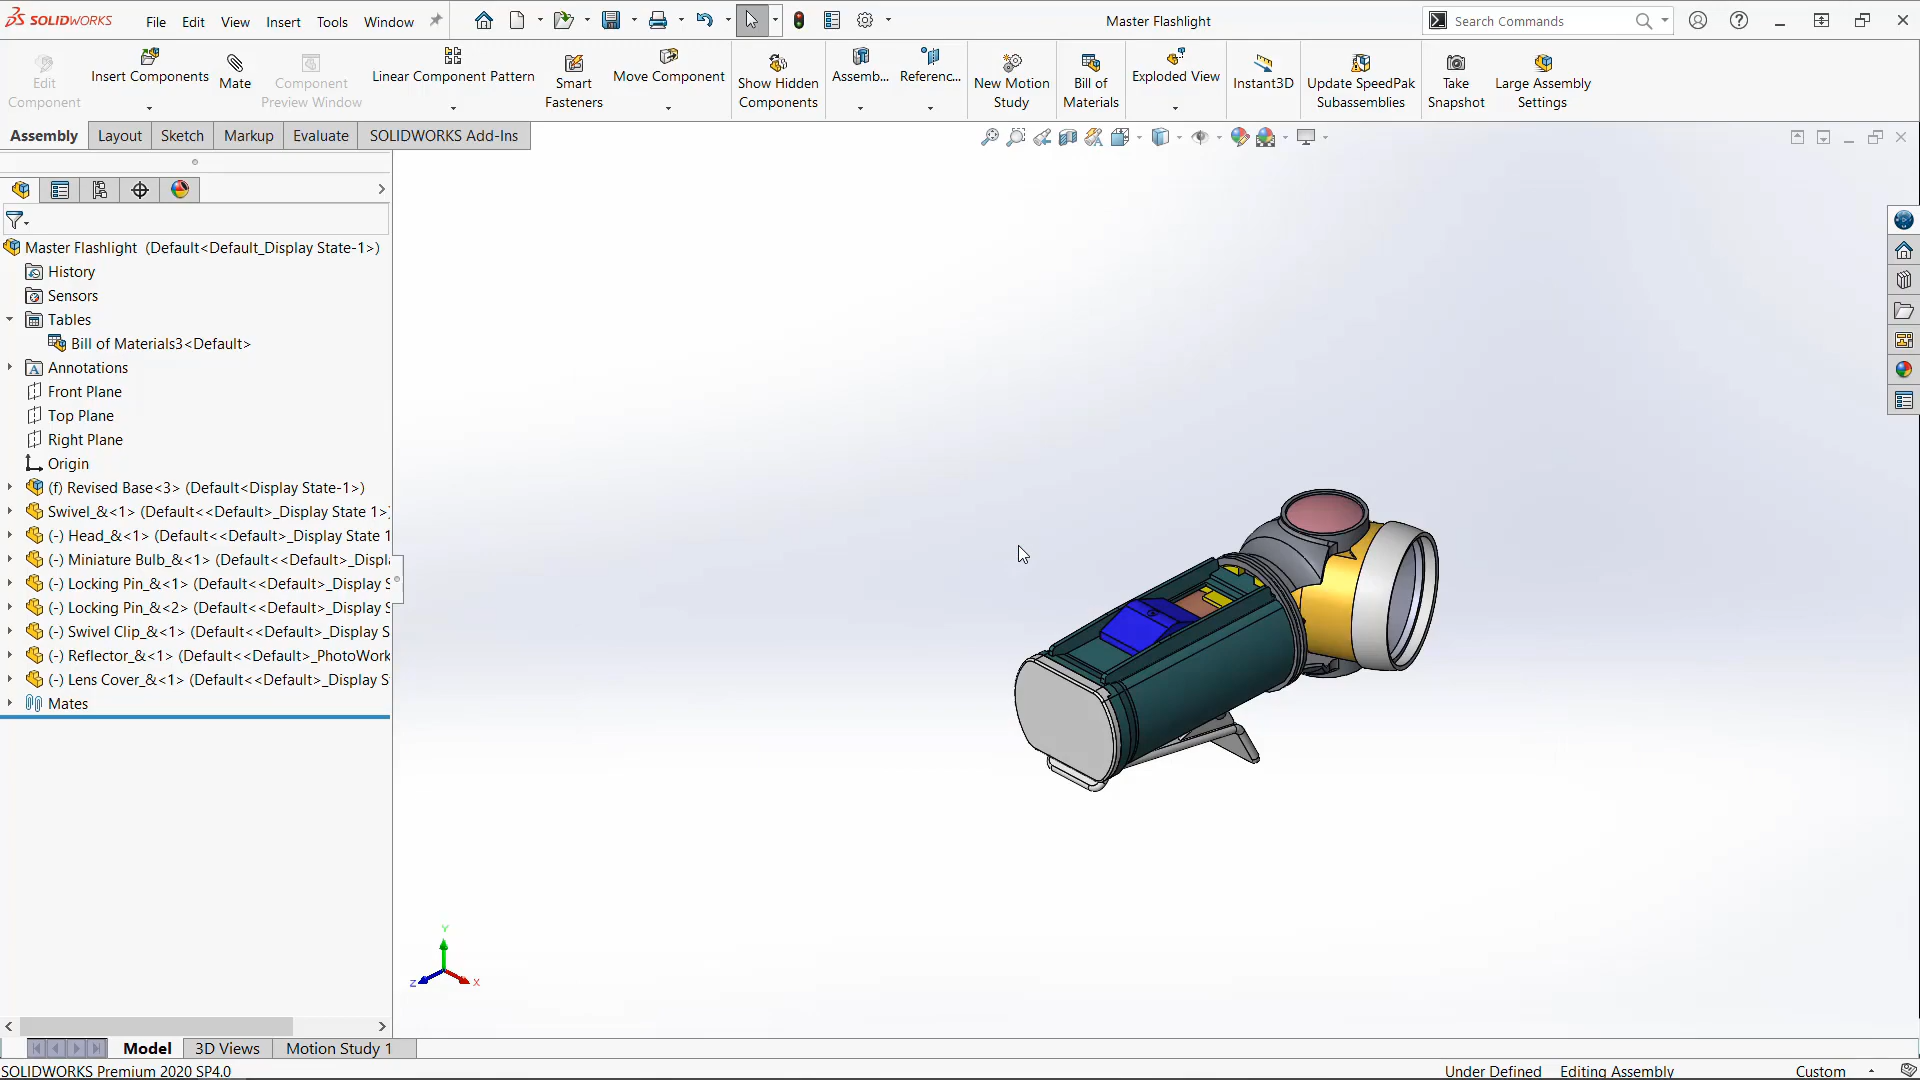 SOLIDWORKS File Edit View Insert Tools Window Master Flashlight Search Commands
Edit Component
Insert Components
Mate
Component Preview Window
Linear Component Pattern
Smart Fasteners
Move Component
Show Hidden Components
Assemb...
Referenc...
New Motion Study
Bill of Materials
Exploded View
Instant3D
Update SpeedPak Subassemblies
Take Snapshot
Large Assembly Settings
Assembly Layout Sketch Markup Evaluate SOLIDWORKS Add-Ins
Master Flashlight (Default<Default_Display State-1>)
History
Sensors
Tables
Bill of Materials3<Default>
Annotations
Front Plane
Top Plane
Right Plane
Origin
(f) Revised Base<3> (Default<Display State-1>)
Swivel_&<1> (Default<<Default>_Display State 1>
(-) Head_&<1> (Default<<Default>_Display State 1
(-) Miniature Bulb_&<1> (Default<<Default>_Displ
(-) Locking Pin_&<1> (Default<<Default>_Display S
(-) Locking Pin_&<2> (Default<<Default>_Display S
(-) Swivel Clip_&<1> (Default<<Default>_Display S
(-) Reflector_&<1> (Default<<Default>_PhotoWork
(-) Lens Cover_&<1> (Default<<Default>_Display S
Mates
Y
Z X
Model 3D Views Motion Study 1
SOLIDWORKS Premium 2020 SP4.0 Under Defined Editing Assembly Custom